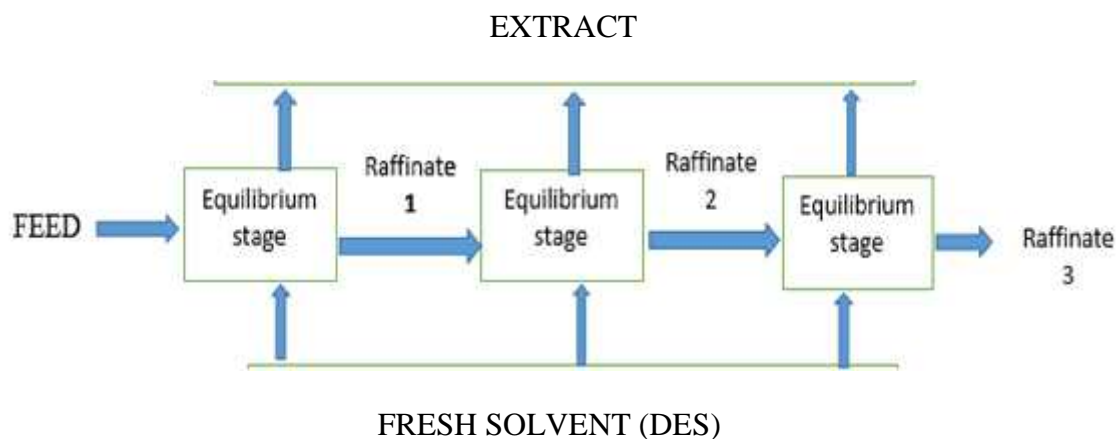 EXTRACT
FEED
Equilibrium
stage
Raffinate
1
Equilibrium
stage
Raffinate
2
Equilibrium
stage
Raffinate
3
FRESH SOLVENT (DES)